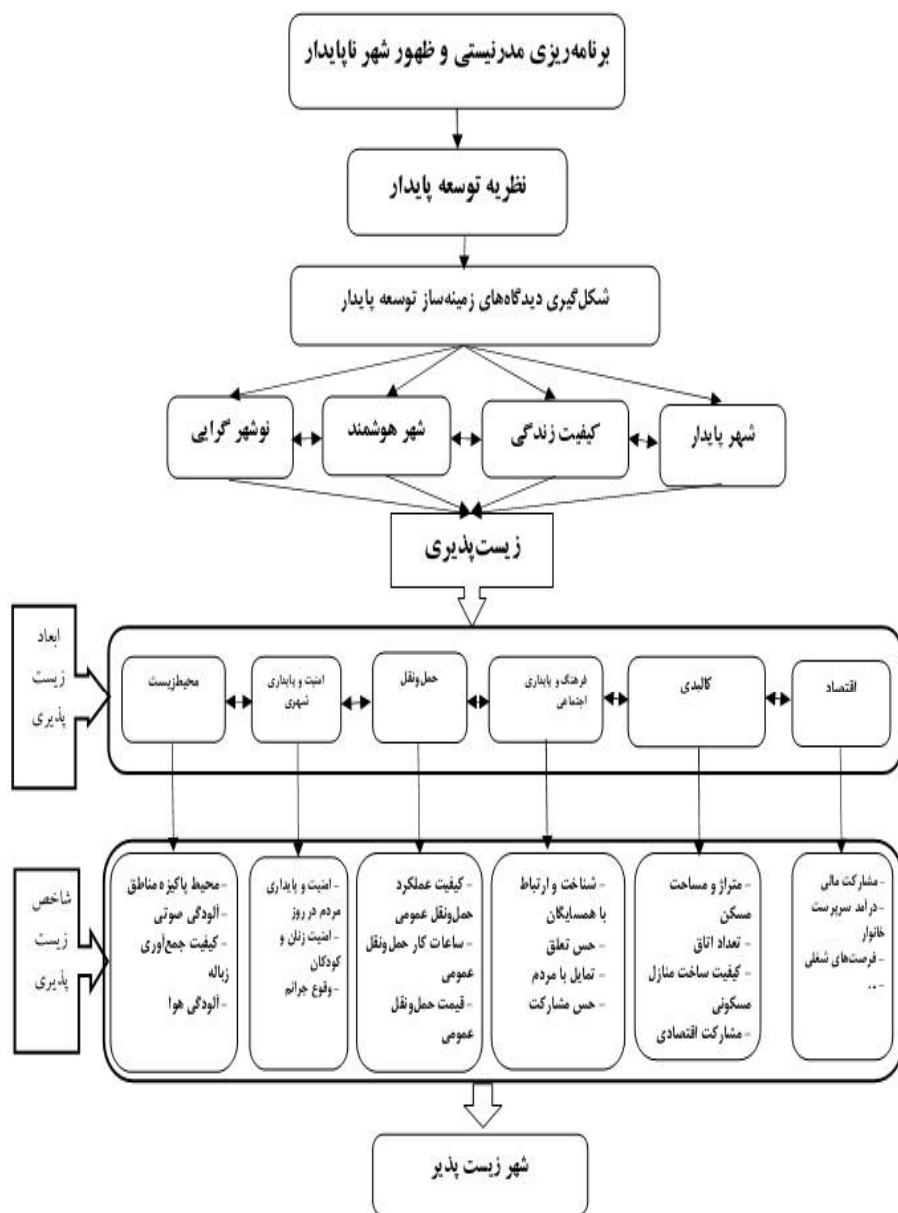 برنامه‌ریزی مدرنیستی و ظهور شهر ناپایدار
نظریه توسعه پایدار
شکل‌گیری دیدگاه‌های زمینه‌ساز توسعه پایدار
شهر پایدار
کیفیت زندگی
شهر هوشمند
نوشهر گرایی
زیست‌پذیری
ابعاد
زیست
پذیری
اقتصاد
کالبدی
فرهنگ و پایداری
اجتماعی
حمل‌ونقل
امنیت و پایداری
شهری
محیط‌زیست
شاخص
زیست
پذیری
- مشارکت مالی
- درآمد سرپرست
خانوار
- فرصت‌های شغلی
- ..
- متراژ و مساحت
مسکن
- تعداد اتاق
- کیفیت ساخت منازل
مسکونی
- مشارکت اقتصادی
- شناخت و ارتباط
با همسایگان
- حس تعلق
- تمایل با مردم
- حس مشارکت
- کیفیت عملکرد
حمل‌ونقل عمومی
- ساعات کار حمل‌ونقل
عمومی
- قیمت حمل‌ونقل
عمومی
- امنیت و پایداری
مردم در روز
- امنیت زنان و
کودکان
- وقوع جرائم
- محیط پاکیزه مناطق
- آلودگی صوتی
- کیفیت جمع‌آوری
زباله
- آلودگی هوا
شهر زیست پذیر